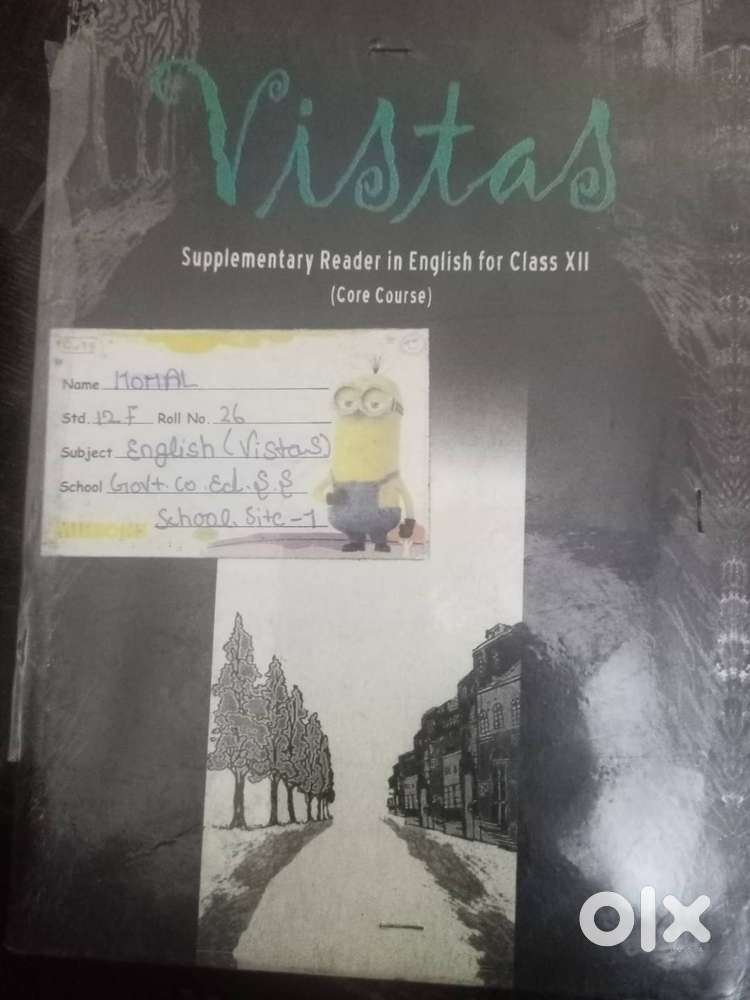 Vistas
Supplementary Reader in English for Class XII
(Core Course)
Name MOMAL
Std. 12 F Roll No. 26
Subject English (Vistas)
School Govt. Co. Ed. S.S
School. Site-1
olx